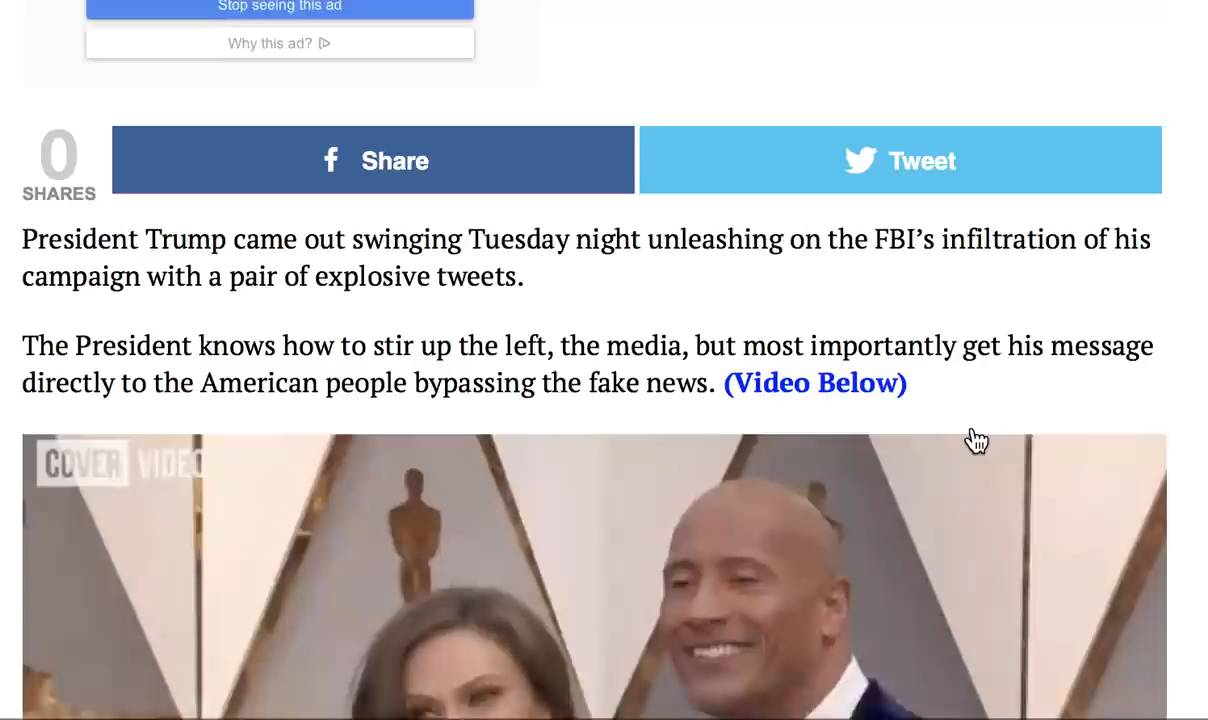 Stop seeing this ad
Why this ad?
0
SHARES
Share
Tweet
President Trump came out swinging Tuesday night unleashing on the FBI’s infiltration of his
campaign with a pair of explosive tweets.
The President knows how to stir up the left, the media, but most importantly get his message
directly to the American people bypassing the fake news. (Video Below)
COVER VIDEO